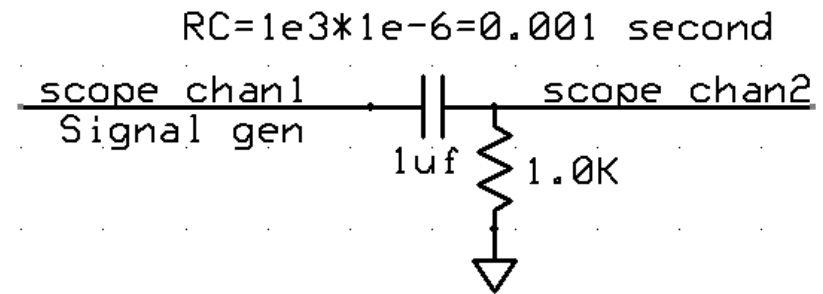 RC=1e3*1e-6=0.001 second
scope chan1
scope chan2
Signal gen
1uf
1.0K